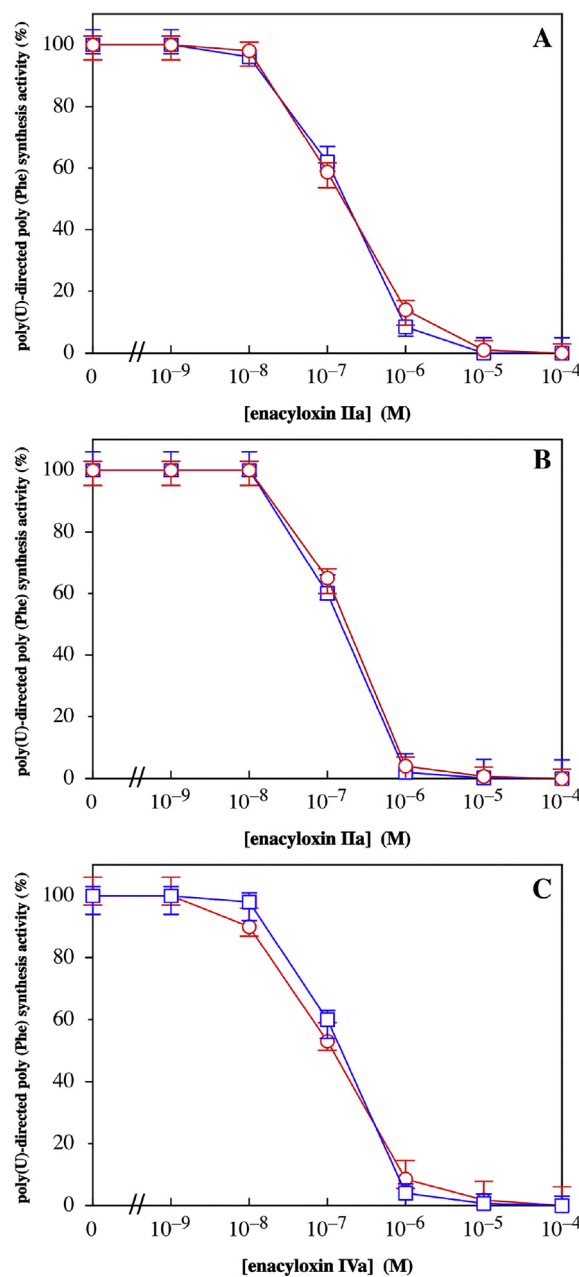 A
poly(U)-directed poly (Phe) synthesis activity (%)
100
80
60
40
20
0
0 10⁻⁹ 10⁻⁸ 10⁻⁷ 10⁻⁶ 10⁻⁵ 10⁻⁴
[enacyloxin IIa] (M)
B
poly(U)-directed poly (Phe) synthesis activity (%)
100
80
60
40
20
0
0 10⁻⁹ 10⁻⁸ 10⁻⁷ 10⁻⁶ 10⁻⁵ 10⁻⁴
[enacyloxin IIa] (M)
C
poly(U)-directed poly (Phe) synthesis activity (%)
100
80
60
40
20
0
0 10⁻⁹ 10⁻⁸ 10⁻⁷ 10⁻⁶ 10⁻⁵ 10⁻⁴
[enacyloxin IVa] (M)